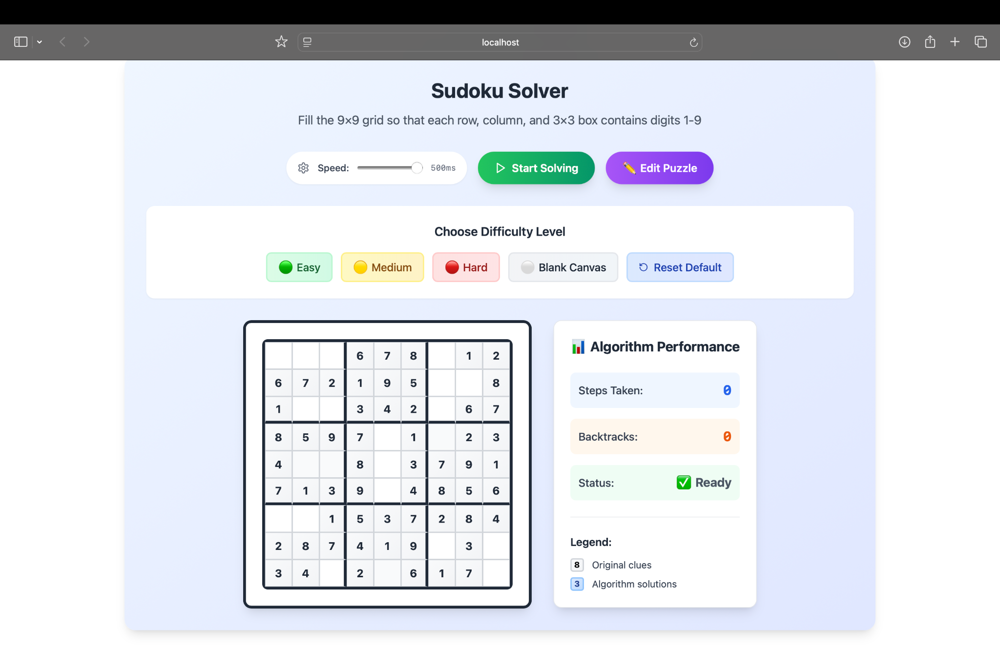 localhost
Sudoku Solver
Fill the 9×9 grid so that each row, column, and 3×3 box contains digits 1-9
Speed: 500ms Start Solving ✏️ Edit Puzzle
Choose Difficulty Level
Easy Medium Hard Blank Canvas Reset Default
6 7 8 1 2
6 7 2 1 9 5 8
1 3 4 2 6 7
8 5 9 7 1 2 3
4 8 3 7 9 1
7 1 3 9 4 8 5 6
1 5 3 7 2 8 4
2 8 7 4 1 9 3
3 4 2 6 1 7
📊 Algorithm Performance
Steps Taken: 0
Backtracks: 0
Status: ✅ Ready
Legend:
8 Original clues
3 Algorithm solutions